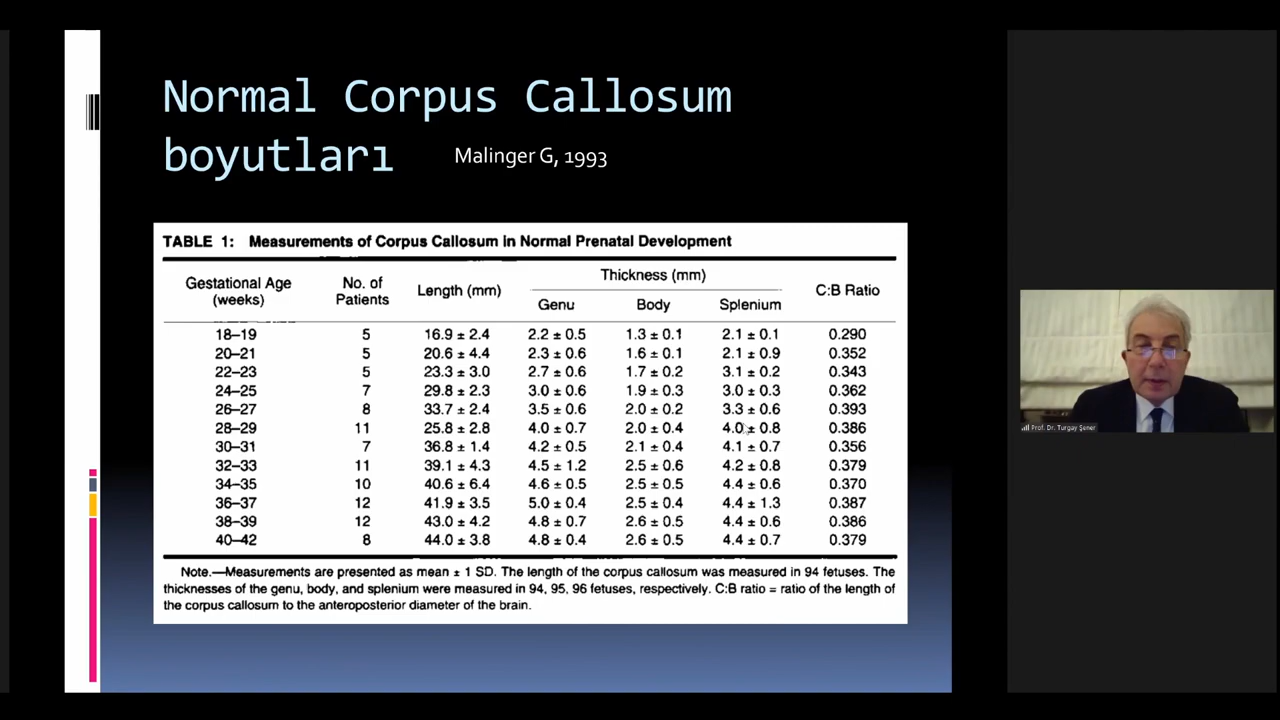 Normal Corpus Callosum
boyutları
Malinger G, 1993
TABLE 1: Measurements of Corpus Callosum in Normal Prenatal Development
Gestational Age (weeks) No. of Patients Length (mm) Thickness (mm) C:B Ratio
Genu Body Splenium
18–19 5 16.9 ± 2.4 2.2 ± 0.5 1.3 ± 0.1 2.1 ± 0.1 0.290
20–21 5 20.6 ± 4.4 2.3 ± 0.6 1.6 ± 0.1 2.1 ± 0.9 0.352
22–23 5 23.3 ± 3.0 2.7 ± 0.6 1.7 ± 0.2 3.1 ± 0.2 0.343
24–25 7 29.8 ± 2.3 3.0 ± 0.6 1.9 ± 0.3 3.0 ± 0.3 0.362
26–27 8 33.7 ± 2.4 3.5 ± 0.6 2.0 ± 0.2 3.3 ± 0.6 0.393
28–29 11 25.8 ± 2.8 4.0 ± 0.7 2.0 ± 0.4 4.0 ± 0.8 0.386
30–31 7 36.8 ± 1.4 4.2 ± 0.5 2.1 ± 0.4 4.1 ± 0.7 0.356
32–33 11 39.1 ± 4.3 4.5 ± 1.2 2.5 ± 0.6 4.2 ± 0.8 0.379
34–35 10 40.6 ± 6.4 4.6 ± 0.5 2.5 ± 0.5 4.4 ± 0.6 0.370
36–37 12 41.9 ± 3.5 5.0 ± 0.4 2.5 ± 0.4 4.4 ± 1.3 0.387
38–39 12 43.0 ± 4.2 4.8 ± 0.7 2.6 ± 0.5 4.4 ± 0.6 0.386
40–42 8 44.0 ± 3.8 4.8 ± 0.4 2.6 ± 0.5 4.4 ± 0.7 0.379
Note.—Measurements are presented as mean ± 1 SD. The length of the corpus callosum was measured in 94 fetuses. The
thicknesses of the genu, body, and splenium were measured in 94, 95, 96 fetuses, respectively. C:B ratio = ratio of the length of
the corpus callosum to the anteroposterior diameter of the brain.
Prof. Dr. Turgay Şener